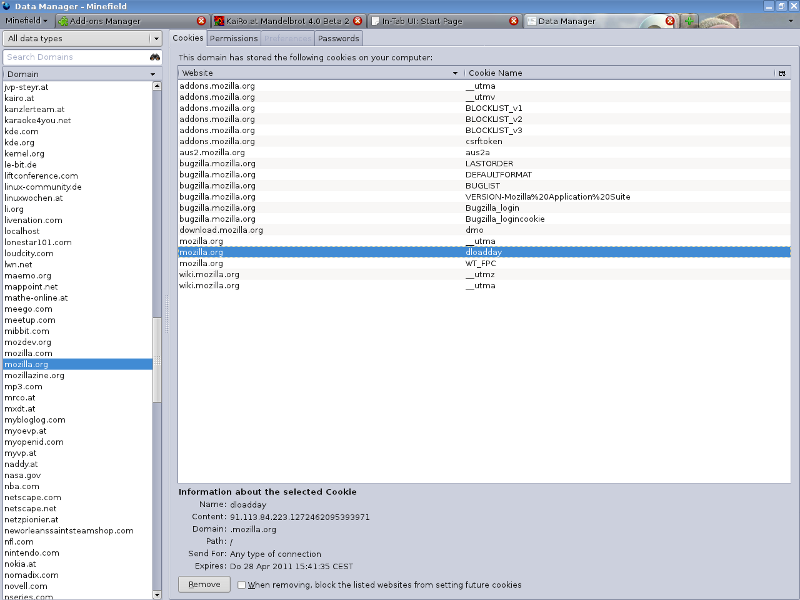 Data Manager - Minefield
Minefield
Add-ons Manager
KaiRo.at Mandelbrot 4.0 Beta 2
In-Tab UI: Start Page
Data Manager
All data types
Cookies
Permissions
Preferences
Passwords
Search Domains
This domain has stored the following cookies on your computer:
Domain
Website
Cookie Name
jvp-steyr.at
kairo.at
kanzlerteam.at
karaoke4you.net
kde.com
kde.org
kernel.org
le-bit.de
liftconference.com
linux-community.de
linuxwochen.at
li.org
livenation.com
localhost
lonestar101.com
loudcity.com
lwn.net
maemo.org
mappoint.net
mathe-online.at
meego.com
meetup.com
mibbit.com
mozdev.org
mozilla.com
mozilla.org
mozillazine.org
mp3.com
mrco.at
mxdt.at
mybloglog.com
myoevp.at
myopenid.com
myvp.at
naddy.at
nasa.gov
nba.com
netscape.com
netscape.net
netzpionier.at
neworleanssaintsteamshop.com
nfl.com
nintendo.com
nokia.at
nomadix.com
novell.com
nseries.com
addons.mozilla.org __utma
addons.mozilla.org __utmv
addons.mozilla.org BLOCKLIST_v1
addons.mozilla.org BLOCKLIST_v2
addons.mozilla.org BLOCKLIST_v3
addons.mozilla.org csrftoken
aus2.mozilla.org aus2a
bugzilla.mozilla.org LASTORDER
bugzilla.mozilla.org DEFAULTFORMAT
bugzilla.mozilla.org BUGLIST
bugzilla.mozilla.org VERSION-Mozilla%20Application%20Suite
bugzilla.mozilla.org Bugzilla_login
bugzilla.mozilla.org Bugzilla_logincookie
download.mozilla.org dmo
mozilla.org __utma
mozilla.org dloadday
mozilla.org WT_FPC
wiki.mozilla.org __utmz
wiki.mozilla.org __utma
Information about the selected Cookie
Name: dloadday
Content: 91.113.84.223.1272462095393971
Domain: .mozilla.org
Path: /
Send For: Any type of connection
Expires: Do 28 Apr 2011 15:41:35 CEST
Remove
When removing, block the listed websites from setting future cookies